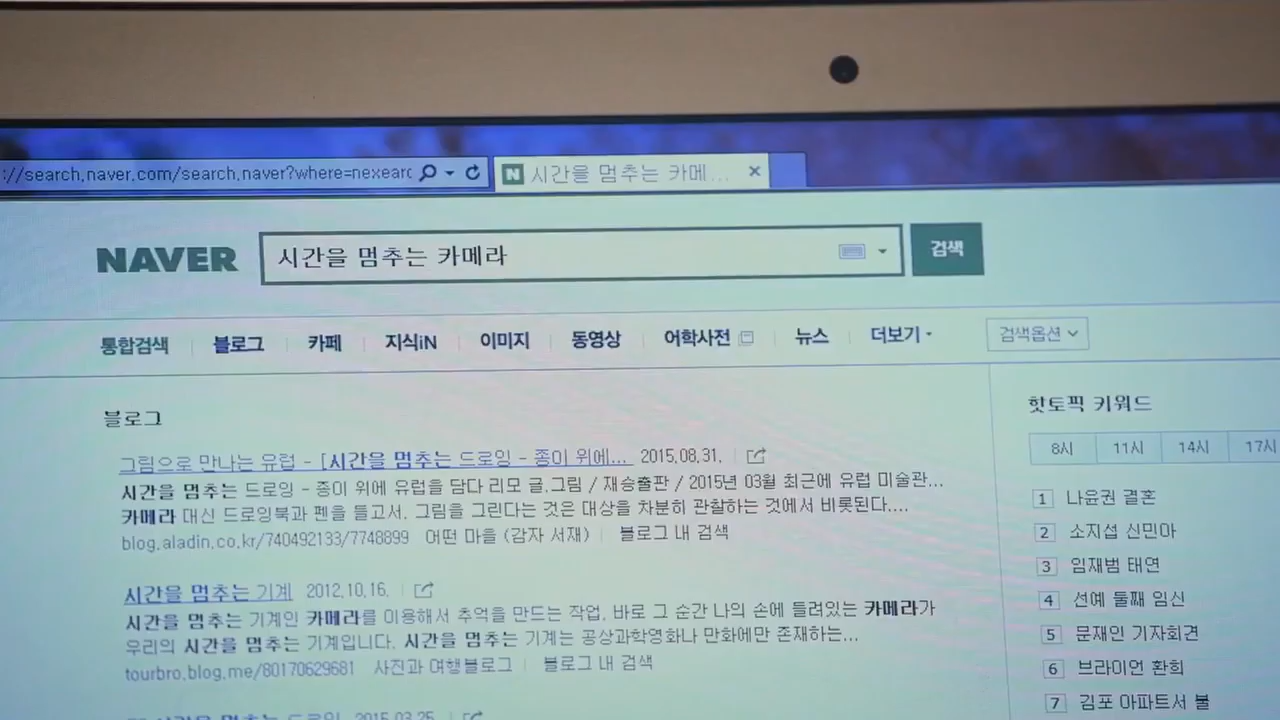 ://search.naver.com/search.naver?where=nexearc
N 시간을 멈추는 카메...
NAVER 시간을 멈추는 카메라 검색
통합검색 블로그 카페 지식iN 이미지 동영상 어학사전 뉴스 더보기 검색옵션
블로그
그림으로 만나는 유럽 - [시간을 멈추는 드로잉 - 종이 위에... 2015.08.31.
시간을 멈추는 드로잉 - 종이 위에 유럽을 담다 리모 글.그림 / 재승출판 / 2015년 03월 최근에 유럽 미술관...
카메라 대신 드로잉북과 펜을 들고서. 그림을 그린다는 것은 대상을 차분히 관찰하는 것에서 비롯된다....
blog.aladin.co.kr/740492133/7748899 어떤 마을 (감자 서재) 블로그 내 검색
시간을 멈추는 기계 2012.10.16.
시간을 멈추는 기계인 카메라를 이용해서 추억을 만드는 작업, 바로 그 순간 나의 손에 들려있는 카메라가
우리의 시간을 멈추는 기계입니다. 시간을 멈추는 기계는 공상과학영화나 만화에만 존재하는...
tourbro.blog.me/80170629681 사진과 여행블로그 블로그 내 검색
시간을 멈추는 드로잉 2015.03.25.
핫토픽 키워드
8시 11시 14시 17시
1 나윤권 결혼
2 소지섭 신민아
3 임재범 태연
4 선예 둘째 임신
5 문재인 기자회견
6 브라이언 환희
7 김포 아파트서 불